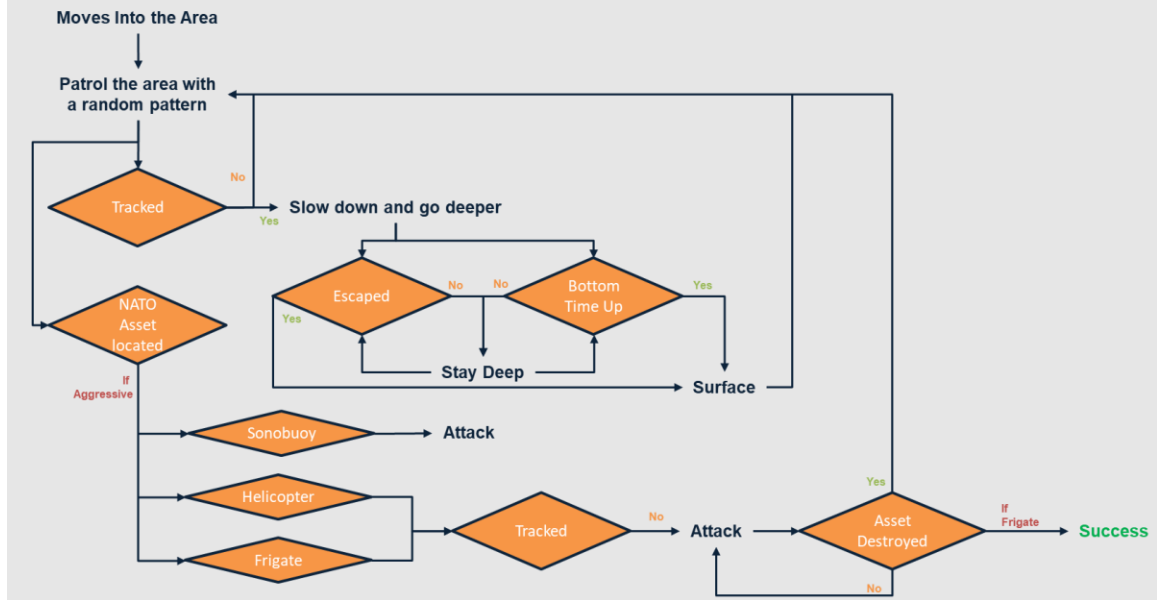 Moves Into the Area
Patrol the area with
a random pattern
No
Tracked
Yes
Slow down and go deeper
NATO
Asset
located
Escaped
No
No
Bottom
Time Up
Yes
Yes
Stay Deep
Surface
If
Aggressive
Sonobuoy
Attack
Helicopter
Frigate
Tracked
No
Attack
Yes
Asset
Destroyed
No
If
Frigate
Success